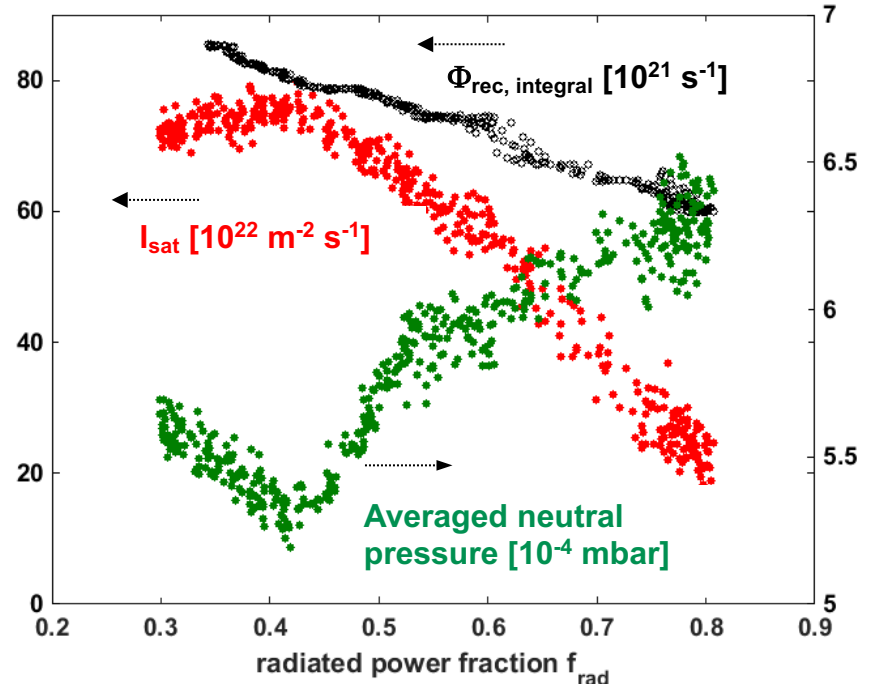 7
80
Φrec, integral [10^21 s^-1]
6.5
60
Isat [10^22 m^-2 s^-1]
6
40
5.5
20
Averaged neutral
pressure [10^-4 mbar]
0
5
0.2 0.3 0.4 0.5 0.6 0.7 0.8 0.9
radiated power fraction frad